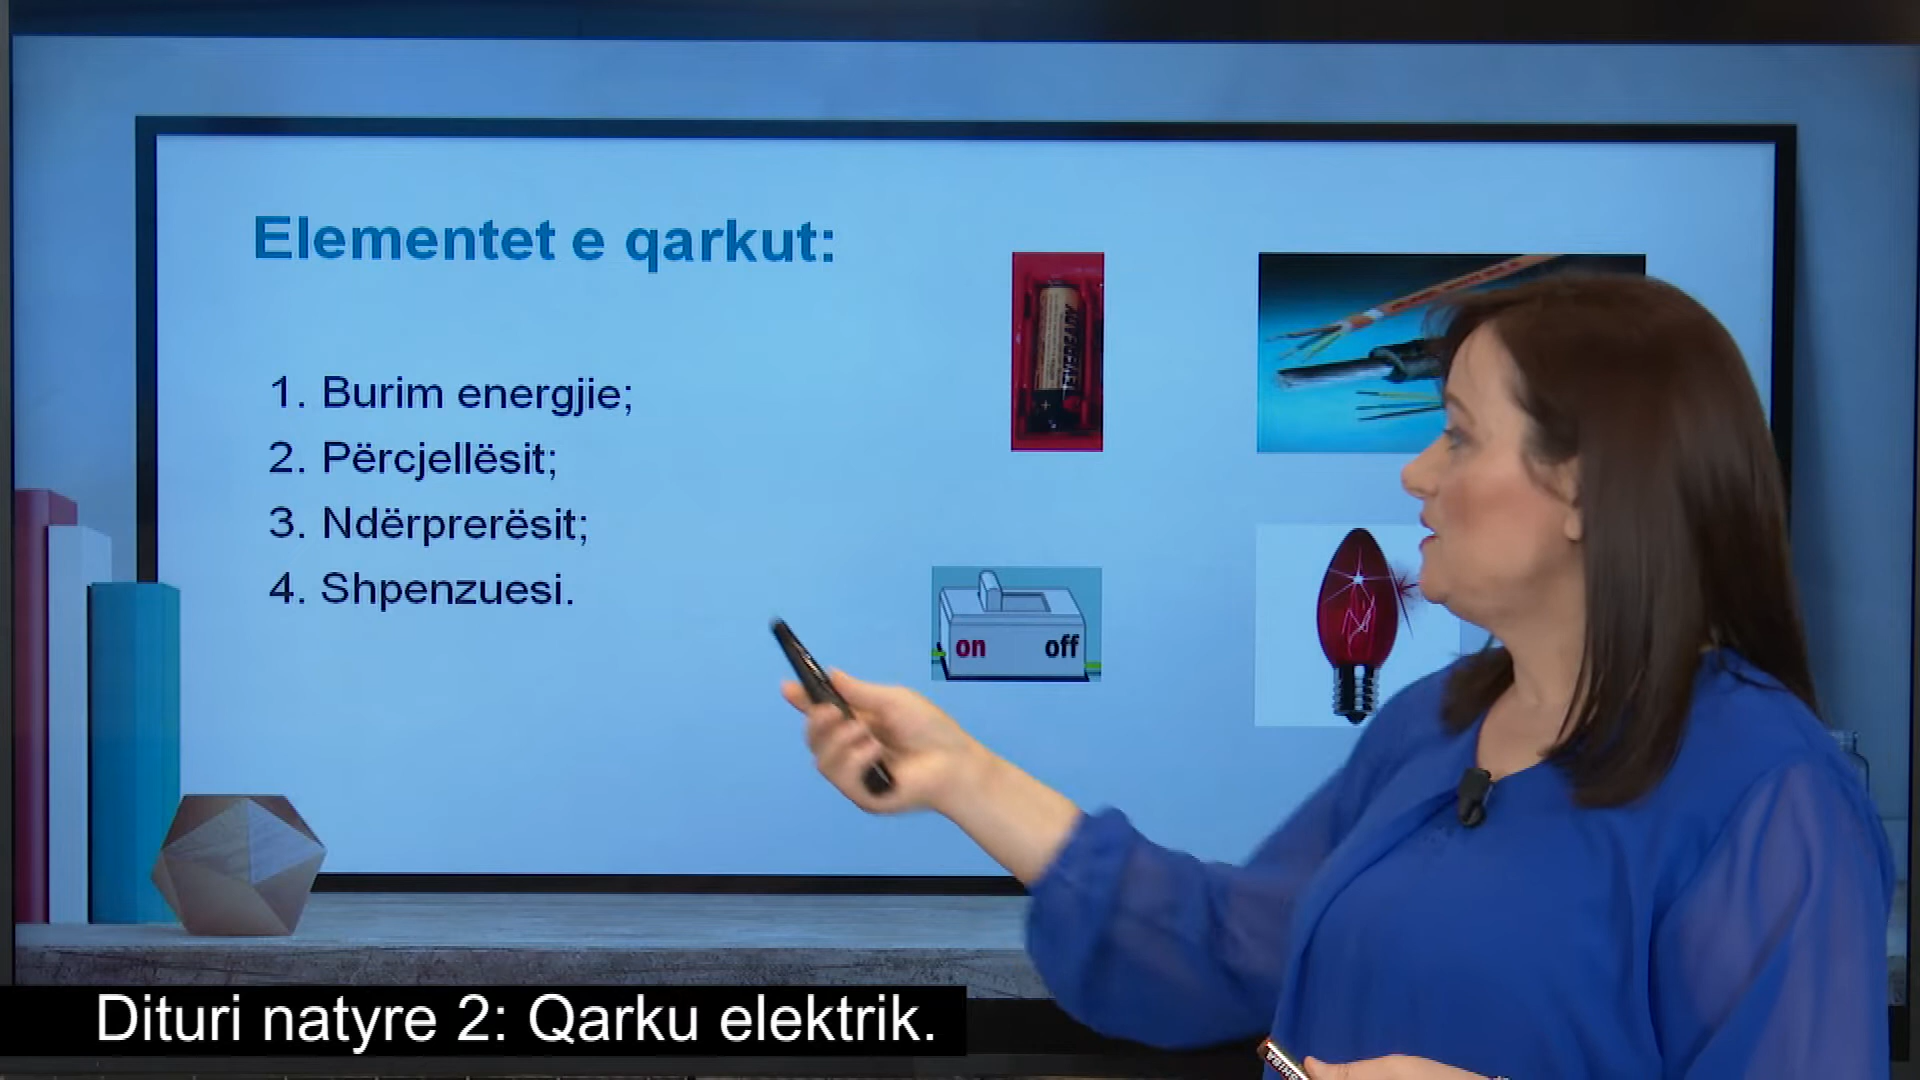 Elementet e qarkut:
1. Burim energjie;
2. Përcjellësit;
3. Ndërprerësit;
4. Shpenzuesi.
on off
Dituri natyre 2: Qarku elektrik.